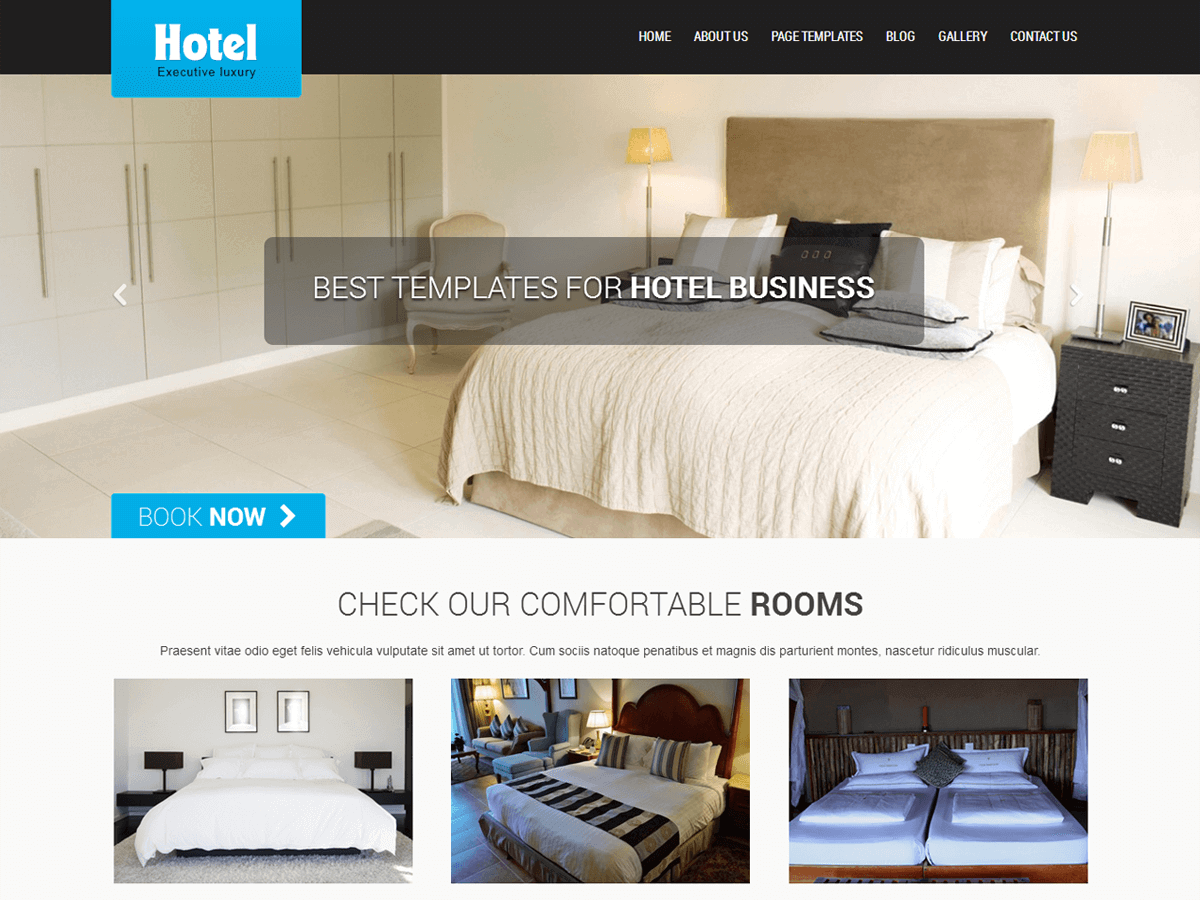 Hotel
Executive luxury
HOME ABOUT US PAGE TEMPLATES BLOG GALLERY CONTACT US
BEST TEMPLATES FOR HOTEL BUSINESS
BOOK NOW
CHECK OUR COMFORTABLE ROOMS
Praesent vitae odio eget felis vehicula vulputate sit amet ut tortor. Cum sociis natoque penatibus et magnis dis parturient montes, nascetur ridiculus muscular.